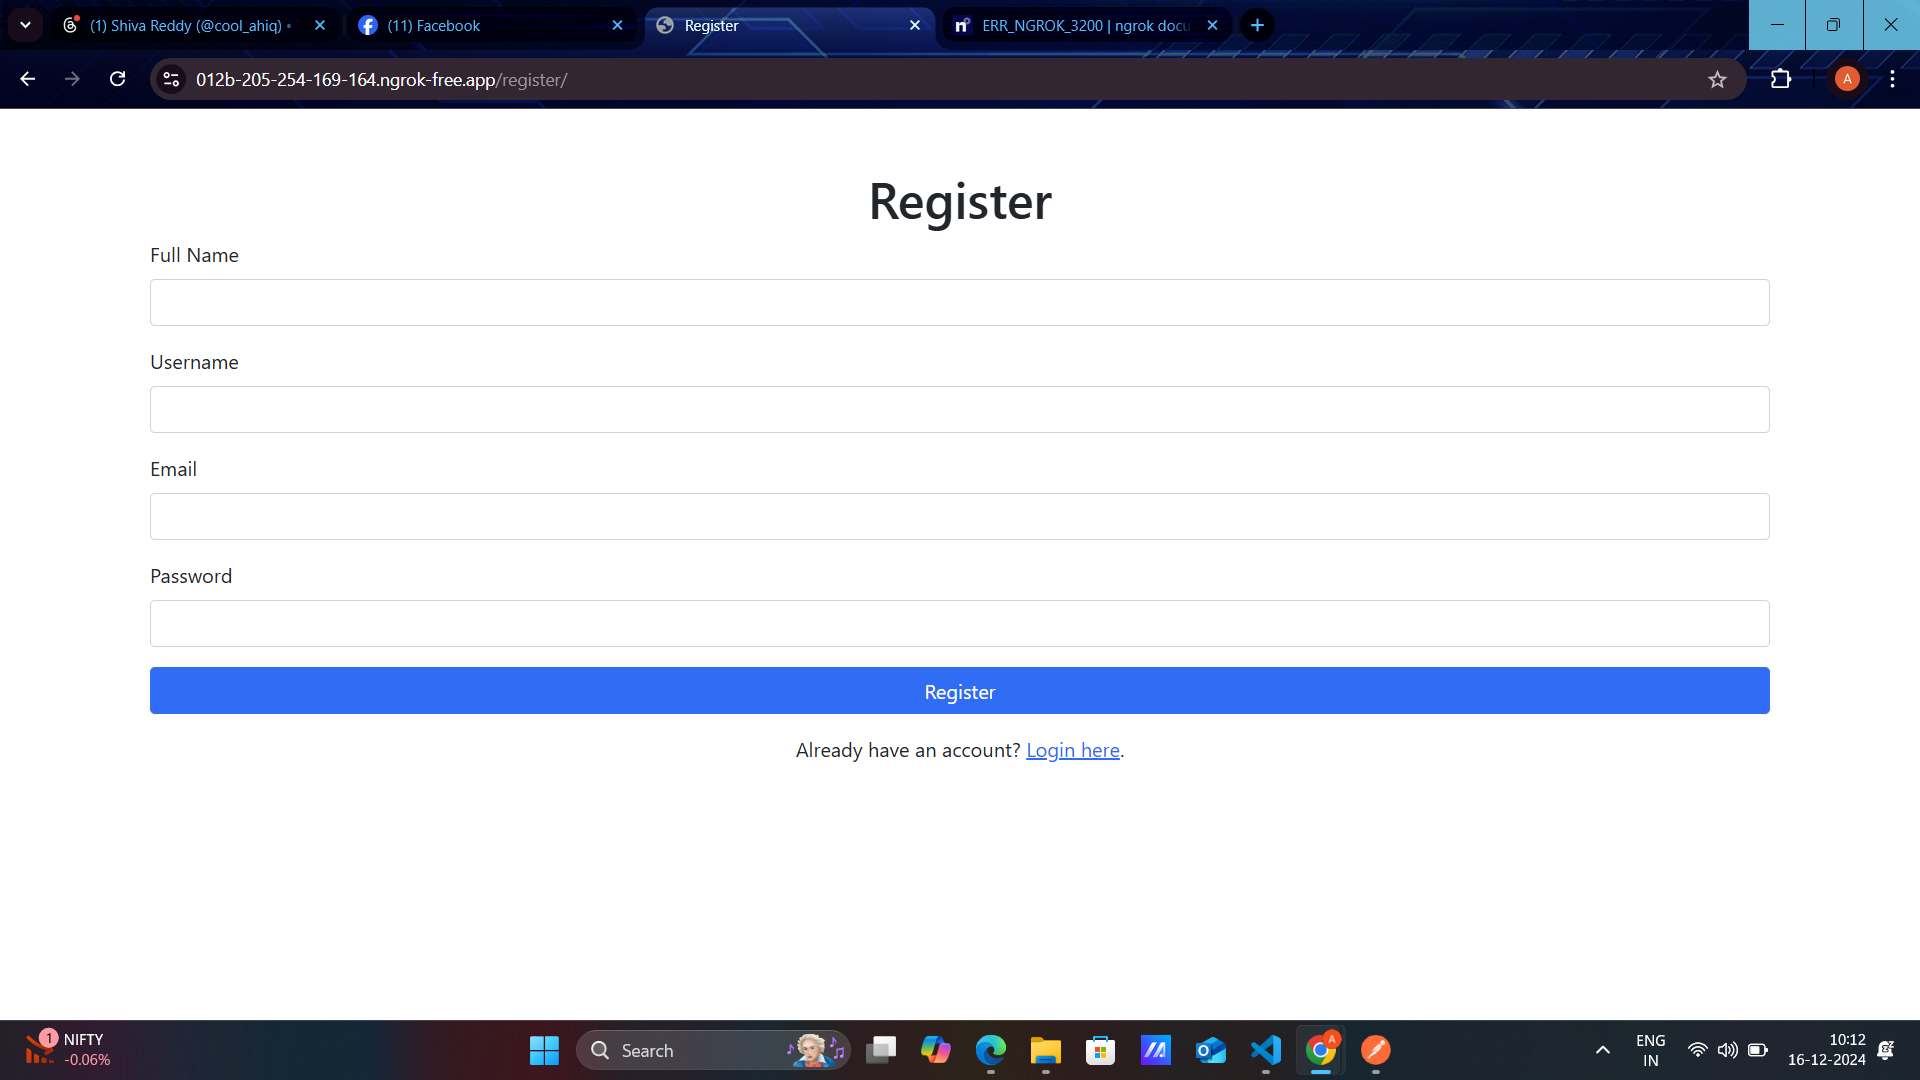 (1) Shiva Reddy (@cool_ahiq) •
(11) Facebook
Register
ERR_NGROK_3200 | ngrok docu
012b-205-254-169-164.ngrok-free.app/register/
A
Register
Full Name
Username
Email
Password
Register
Already have an account? Login here.
1
NIFTY
-0.06%
Search
A
ENG
IN
10:12
16-12-2024